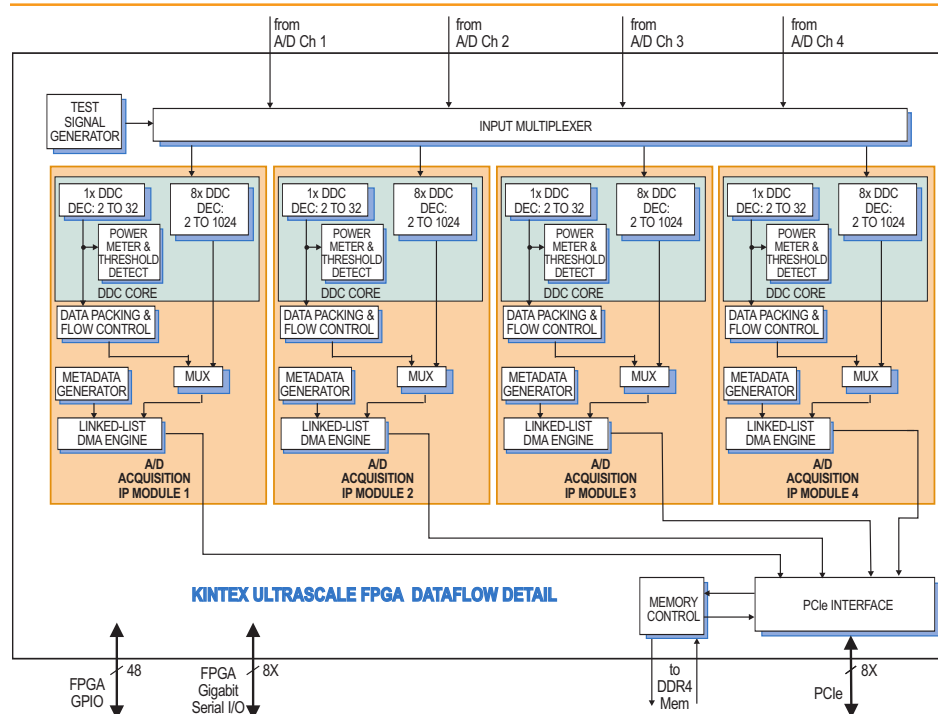 from
A/D Ch 1
from
A/D Ch 2
from
A/D Ch 3
from
A/D Ch 4
TEST
SIGNAL
GENERATOR
INPUT MULTIPLEXER
1x DDC
DEC: 2 TO 32
8x DDC
DEC:
2 TO 1024
POWER
METER &
THRESHOLD
DETECT
DDC CORE
DATA PACKING &
FLOW CONTROL
METADATA
GENERATOR
MUX
LINKED-LIST
DMA ENGINE
A/D
ACQUISITION
IP MODULE 1
1x DDC
DEC: 2 TO 32
8x DDC
DEC:
2 TO 1024
POWER
METER &
THRESHOLD
DETECT
DDC CORE
DATA PACKING &
FLOW CONTROL
METADATA
GENERATOR
MUX
LINKED-LIST
DMA ENGINE
A/D
ACQUISITION
IP MODULE 2
1x DDC
DEC: 2 TO 32
8x DDC
DEC:
2 TO 1024
POWER
METER &
THRESHOLD
DETECT
DDC CORE
DATA PACKING &
FLOW CONTROL
METADATA
GENERATOR
MUX
LINKED-LIST
DMA ENGINE
A/D
ACQUISITION
IP MODULE 3
1x DDC
DEC: 2 TO 32
8x DDC
DEC:
2 TO 1024
POWER
METER &
THRESHOLD
DETECT
DDC CORE
DATA PACKING &
FLOW CONTROL
METADATA
GENERATOR
MUX
LINKED-LIST
DMA ENGINE
A/D
ACQUISITION
IP MODULE 4
KINTEX ULTRASCALE FPGA DATAFLOW DETAIL
MEMORY
CONTROL
PCIe INTERFACE
48
FPGA
GPIO
8X
FPGA
Gigabit
Serial I/O
to
DDR4
Mem
8X
PCIe